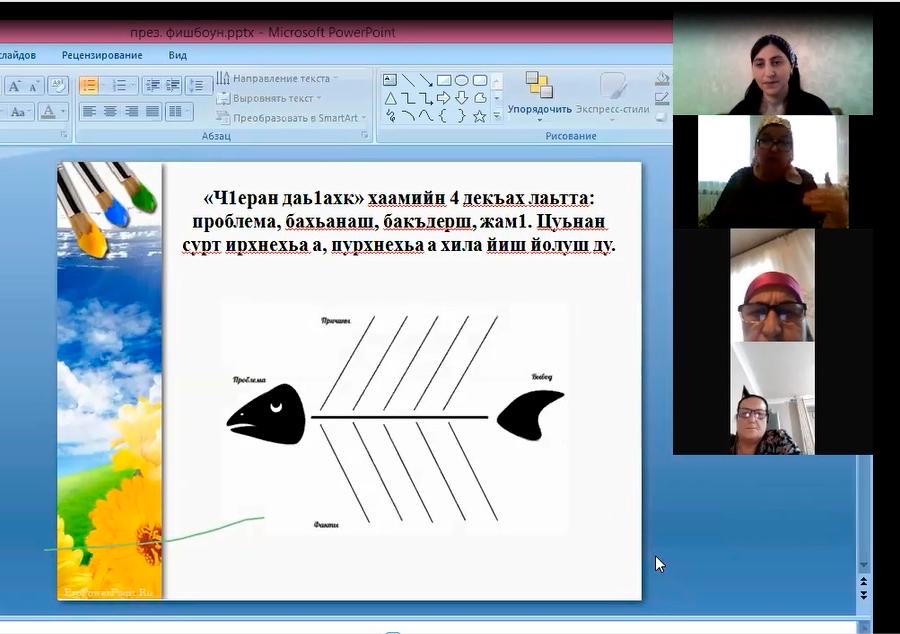 през. фишбоун.pptx - Microsoft PowerPoint
слайдов Рецензирование Вид
Направление текста
Выровнять текст
Преобразовать в SmartArt
Абзац
Упорядочить Экспресс-стили
Рисование
«Ч1еран даь1ахк» хаамийн 4 декъах лаьтта:
проблема, бахьанаш, бакъдерш, жам1. Цуьнан
сурт ирхнехьа а, пурхнехьа а хила йиш йолуш ду.
Причины
Проблема
Вывод
Факты
EasyPowerPoint.Ru